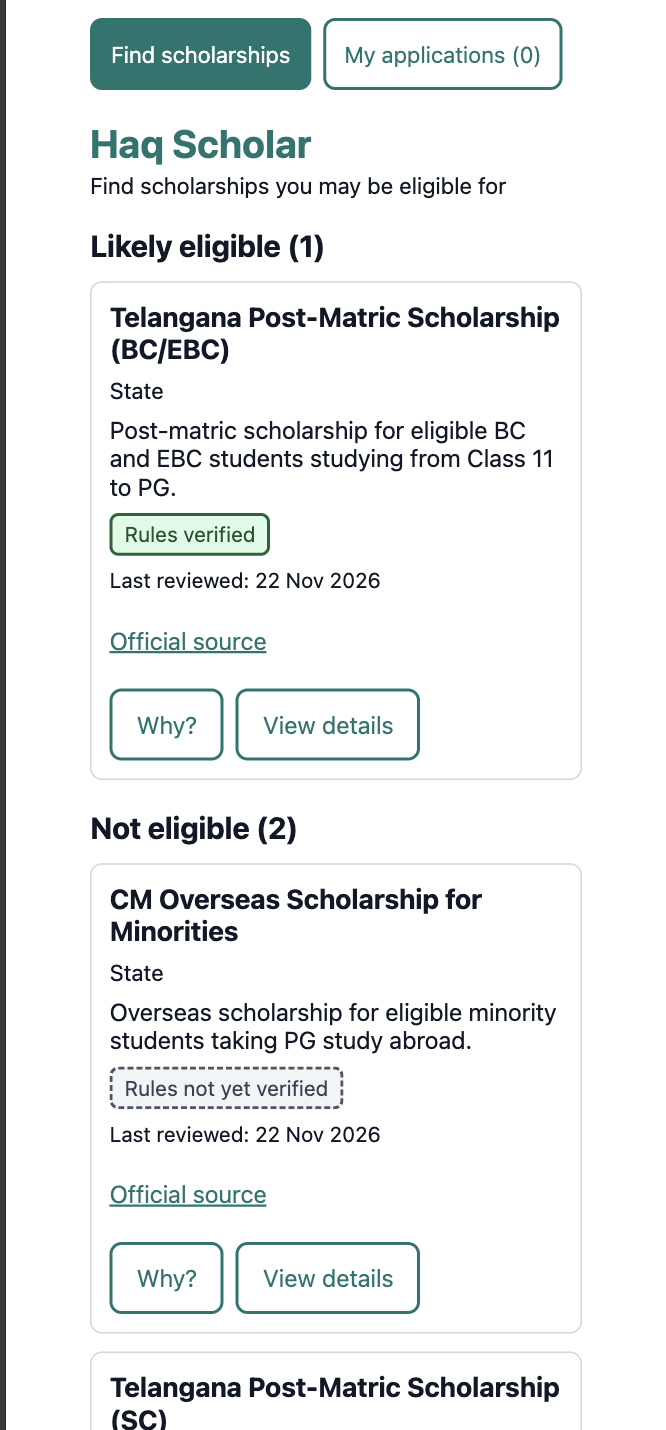 Find scholarships
My applications (0)
Haq Scholar
Find scholarships you may be eligible for
Likely eligible (1)
Telangana Post-Matric Scholarship
(BC/EBC)
State
Post-matric scholarship for eligible BC
and EBC students studying from Class 11
to PG.
Rules verified
Last reviewed: 22 Nov 2026
Official source
Why?
View details
Not eligible (2)
CM Overseas Scholarship for
Minorities
State
Overseas scholarship for eligible minority
students taking PG study abroad.
Rules not yet verified
Last reviewed: 22 Nov 2026
Official source
Why?
View details
Telangana Post-Matric Scholarship
(SC)